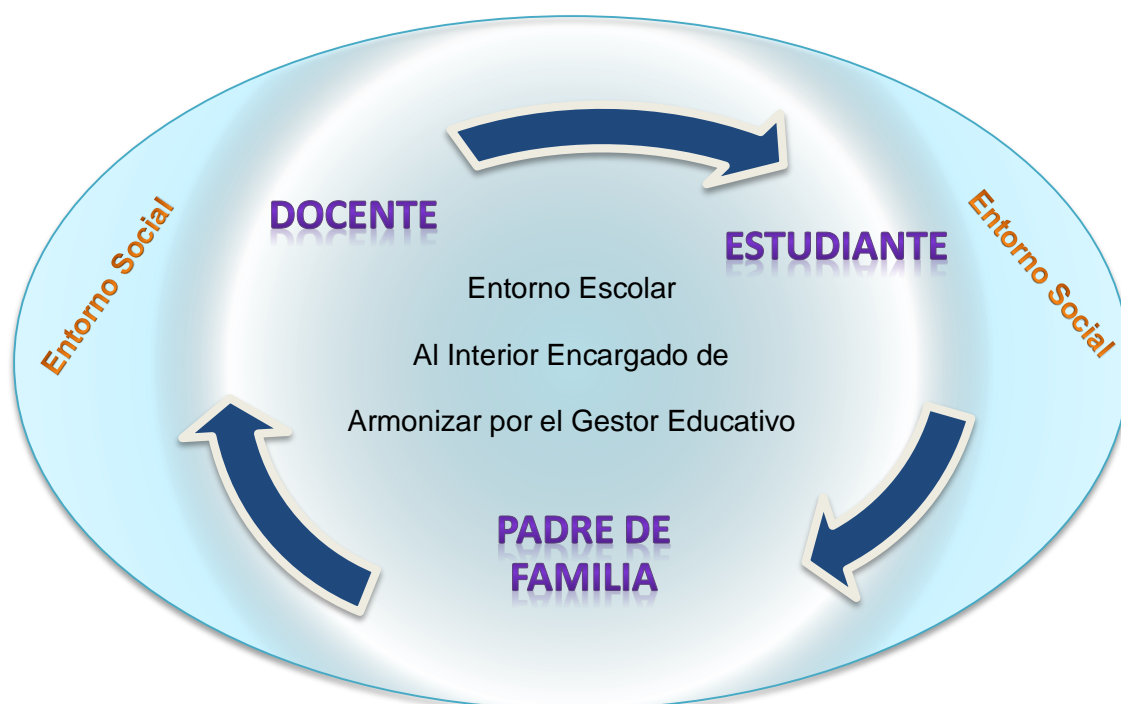 Entorno Social
DOCENTE
ESTUDIANTE
Entorno Social
Entorno Escolar
Al Interior Encargado de
Armonizar por el Gestor Educativo
PADRE DE
FAMILIA